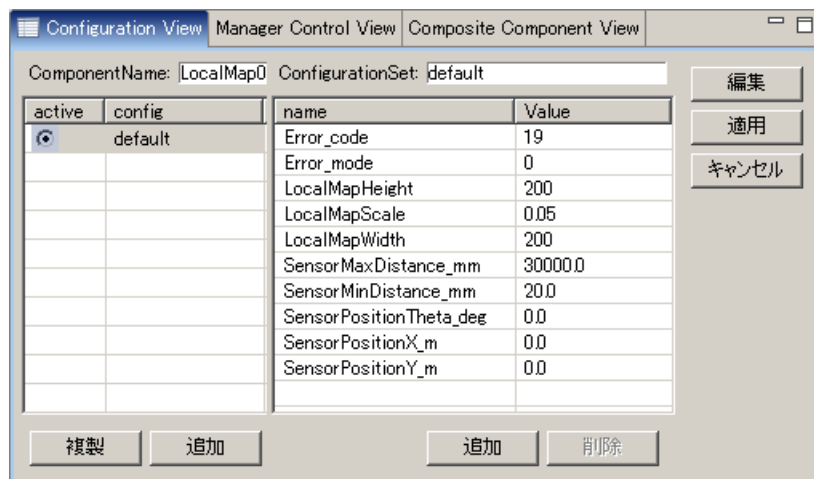 Configuration View Manager Control View Composite Component View
ComponentName: LocalMap0 ConfigurationSet: default
編集
適用
キャンセル
active config
default
name Value
Error_code 19
Error_mode 0
LocalMapHeight 200
LocalMapScale 0.05
LocalMapWidth 200
SensorMaxDistance_mm 30000.0
SensorMinDistance_mm 20.0
SensorPositionTheta_deg 0.0
SensorPositionX_m 0.0
SensorPositionY_m 0.0
複製 追加 追加 削除